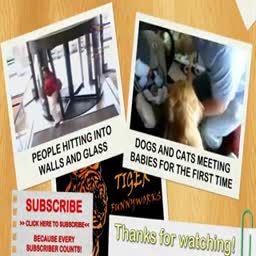 PEOPLE HITTING INTO
WALLS AND GLASS
DOGS AND CATS MEETING
BABIES FOR THE FIRST TIME
SUBSCRIBE
>> CLICK HERE TO SUBSCRIBE <<
BECAUSE EVERY
SUBSCRIBER COUNTS!
TIGER
FUNNYWORKS
Thanks for watching!